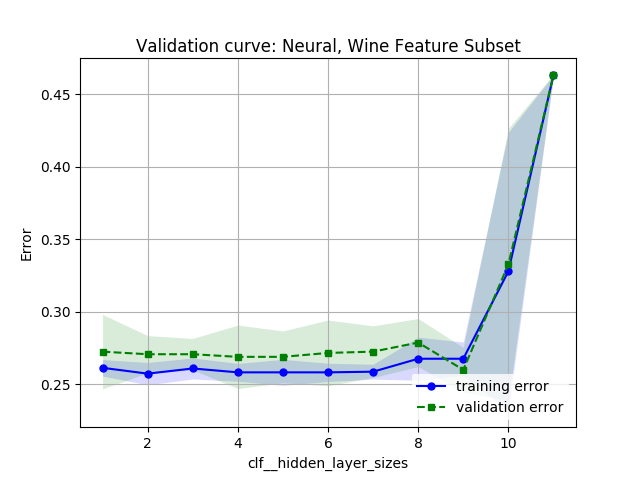 Validation curve: Neural, Wine Feature Subset
0.45
0.40
0.35
0.30
0.25
Error
2
4
6
8
10
clf__hidden_layer_sizes
training error
validation error